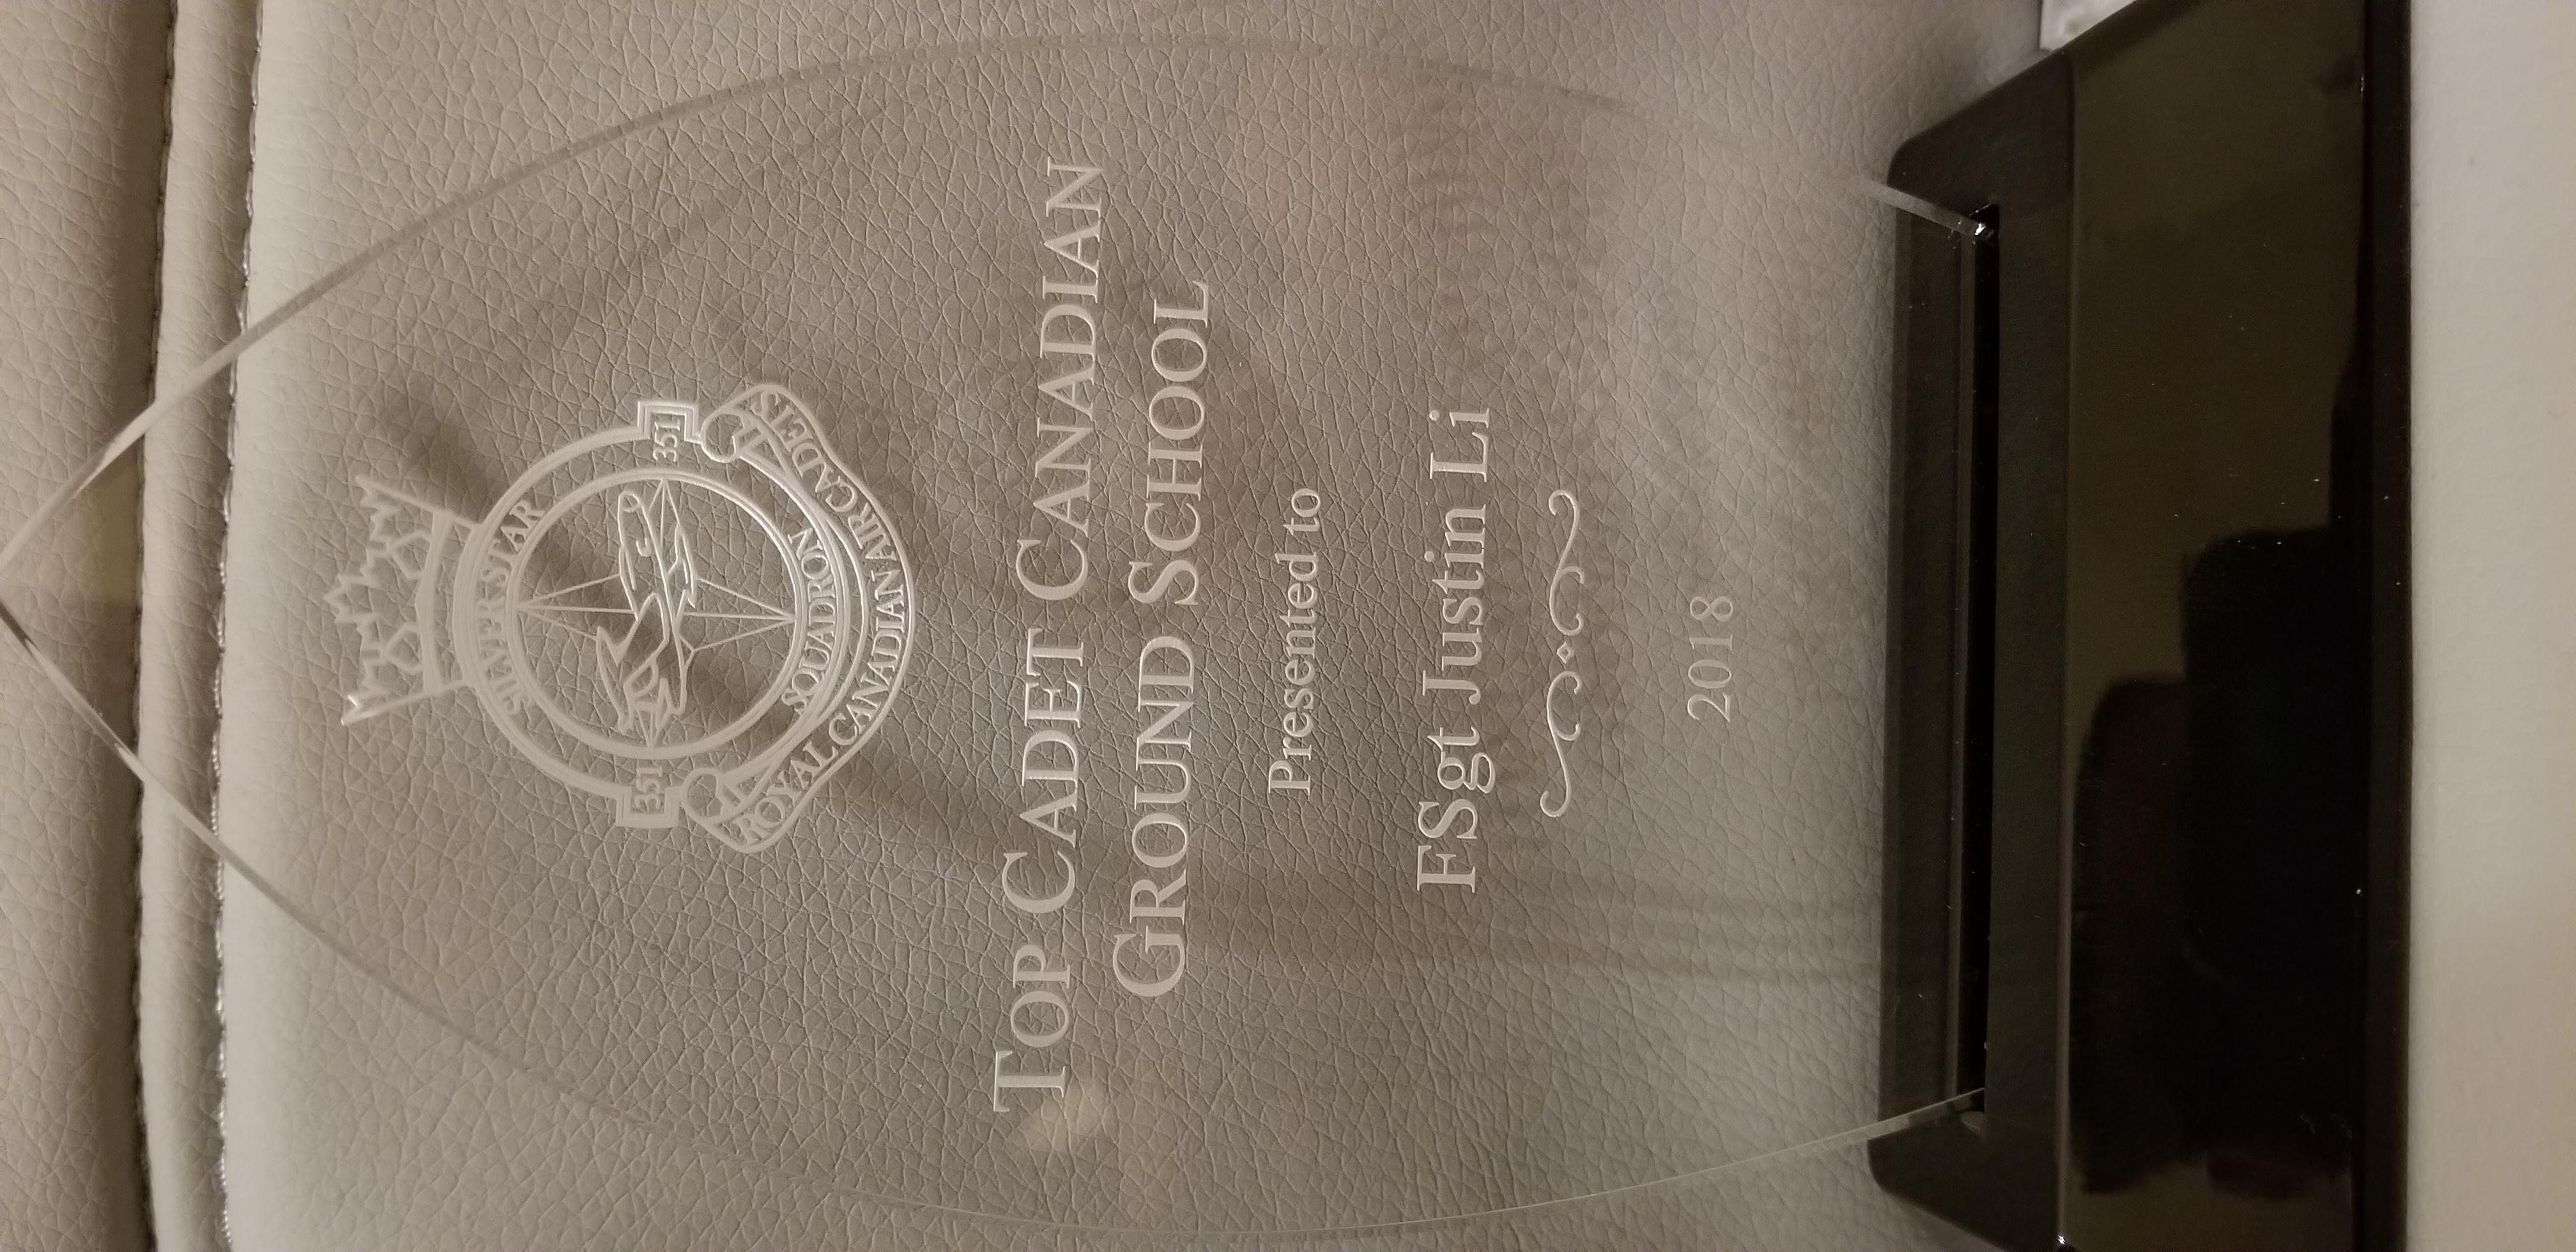 SILVER STAR
351
351
SQUADRON
ROYAL CANADIAN AIR CADETS
TOP CADET CANADIAN
GROUND SCHOOL
Presented to
FSgt Justin Li
2018